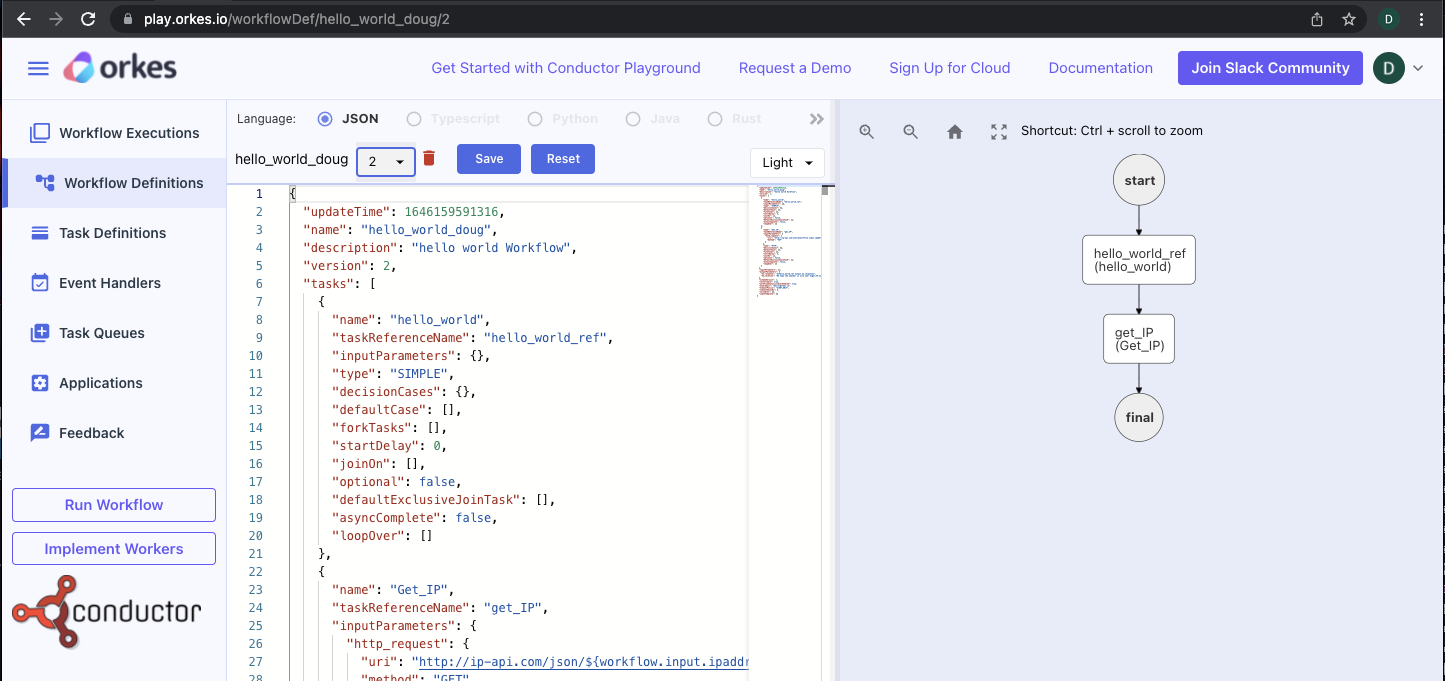 play.orkes.io/workflowDef/hello_world_doug/2
D
orkes
Get Started with Conductor Playground
Request a Demo
Sign Up for Cloud
Documentation
Join Slack Community
D
Workflow Executions
Workflow Definitions
Task Definitions
Event Handlers
Task Queues
Applications
Feedback
Run Workflow
Implement Workers
conductor
Language: JSON Typescript Python Java Rust
hello_world_doug 2 Save Reset Light
1 {
2 "updateTime": 1646159591316,
3 "name": "hello_world_doug",
4 "description": "hello world Workflow",
5 "version": 2,
6 "tasks": [
7 {
8 "name": "hello_world",
9 "taskReferenceName": "hello_world_ref",
10 "inputParameters": {},
11 "type": "SIMPLE",
12 "decisionCases": {},
13 "defaultCase": [],
14 "forkTasks": [],
15 "startDelay": 0,
16 "joinOn": [],
17 "optional": false,
18 "defaultExclusiveJoinTask": [],
19 "asyncComplete": false,
20 "loopOver": []
21 },
22 {
23 "name": "Get_IP",
24 "taskReferenceName": "get_IP",
25 "inputParameters": {
26 "http_request": {
27 "uri": "http://ip-api.com/json/${workflow.input.ipaddr
28 "method": "GET"
Shortcut: Ctrl + scroll to zoom
start
hello_world_ref
(hello_world)
get_IP
(Get_IP)
final